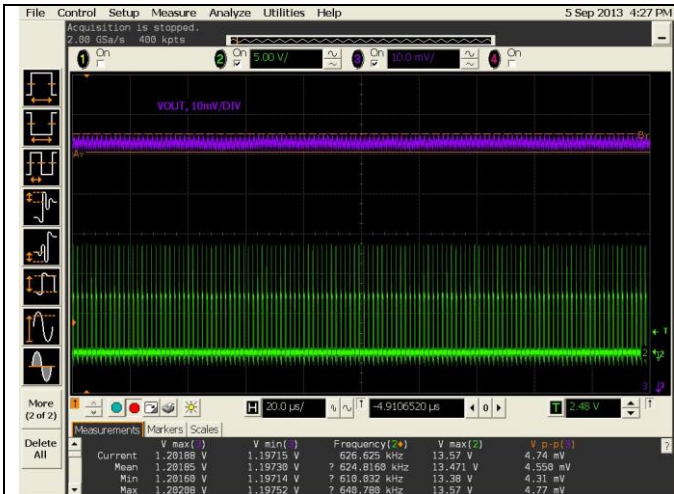 File Control Setup Measure Analyze Utilities Help 5 Sep 2013 4:27 PM
Acquisition is stopped.
2.00 GSa/s 400 kpts
1 On 2 On 5.00 V/ 3 On 10.0 mV/ 4 On
VOUT, 10mV/DIV
More
(2 of 2)
Delete
All
H 20.0 µs/ -4.9106520 µs 0 T 2.48 V
Measurements Markers Scales
V max(3) V min(3) Frequency(2) V max(2) V p-p(3)
Current 1.20188 V 1.19715 V 626.625 kHz 13.57 V 4.74 mV
Mean 1.20185 V 1.19730 V ? 624.8160 kHz 13.471 V 4.550 mV
Min 1.20160 V 1.19714 V ? 610.032 kHz 13.38 V 4.31 mV
Max 1.20208 V 1.19752 V ? 640.780 kHz 13.57 V 4.77 mV